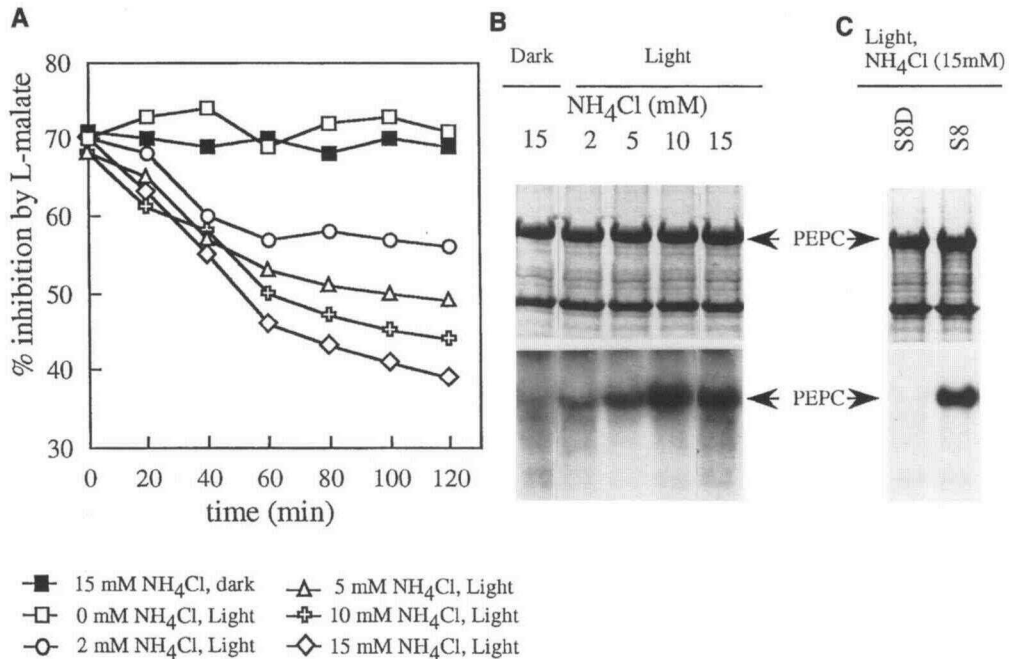 A
% inhibition by L-malate
80
70
60
50
40
30
0 20 40 60 80 100 120
time (min)
15 mM NH4Cl, dark
0 mM NH4Cl, Light
2 mM NH4Cl, Light
5 mM NH4Cl, Light
10 mM NH4Cl, Light
15 mM NH4Cl, Light
B
Dark Light
NH4Cl (mM)
15 2 5 10 15
PEPC
PEPC
C
Light,
NH4Cl (15mM)
S8D S8